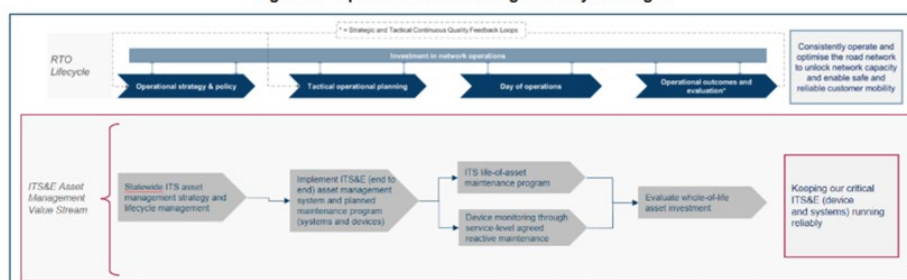 * = Strategic and Tactical Continuous Quality Feedback Loops
RTO
Lifecycle
Investment in network operations
Operational strategy & policy
Tactical operational planning
Day of operations
Operational outcomes and
evaluation*
Consistently operate and
optimise the road network
to unlock network capacity
and enable safe and
reliable customer mobility
ITS&E Asset
Management
Value Stream
Statewide ITS asset
management strategy and
lifecycle management
Implement ITS&E (end to
end) asset management
system and planned
maintenance program
(systems and devices)
ITS life-of-asset
maintenance program
Device monitoring through
service-level agreed
reactive maintenance
Evaluate whole-of-life
asset investment
Keeping our critical
ITS&E (device
and systems) running
reliably